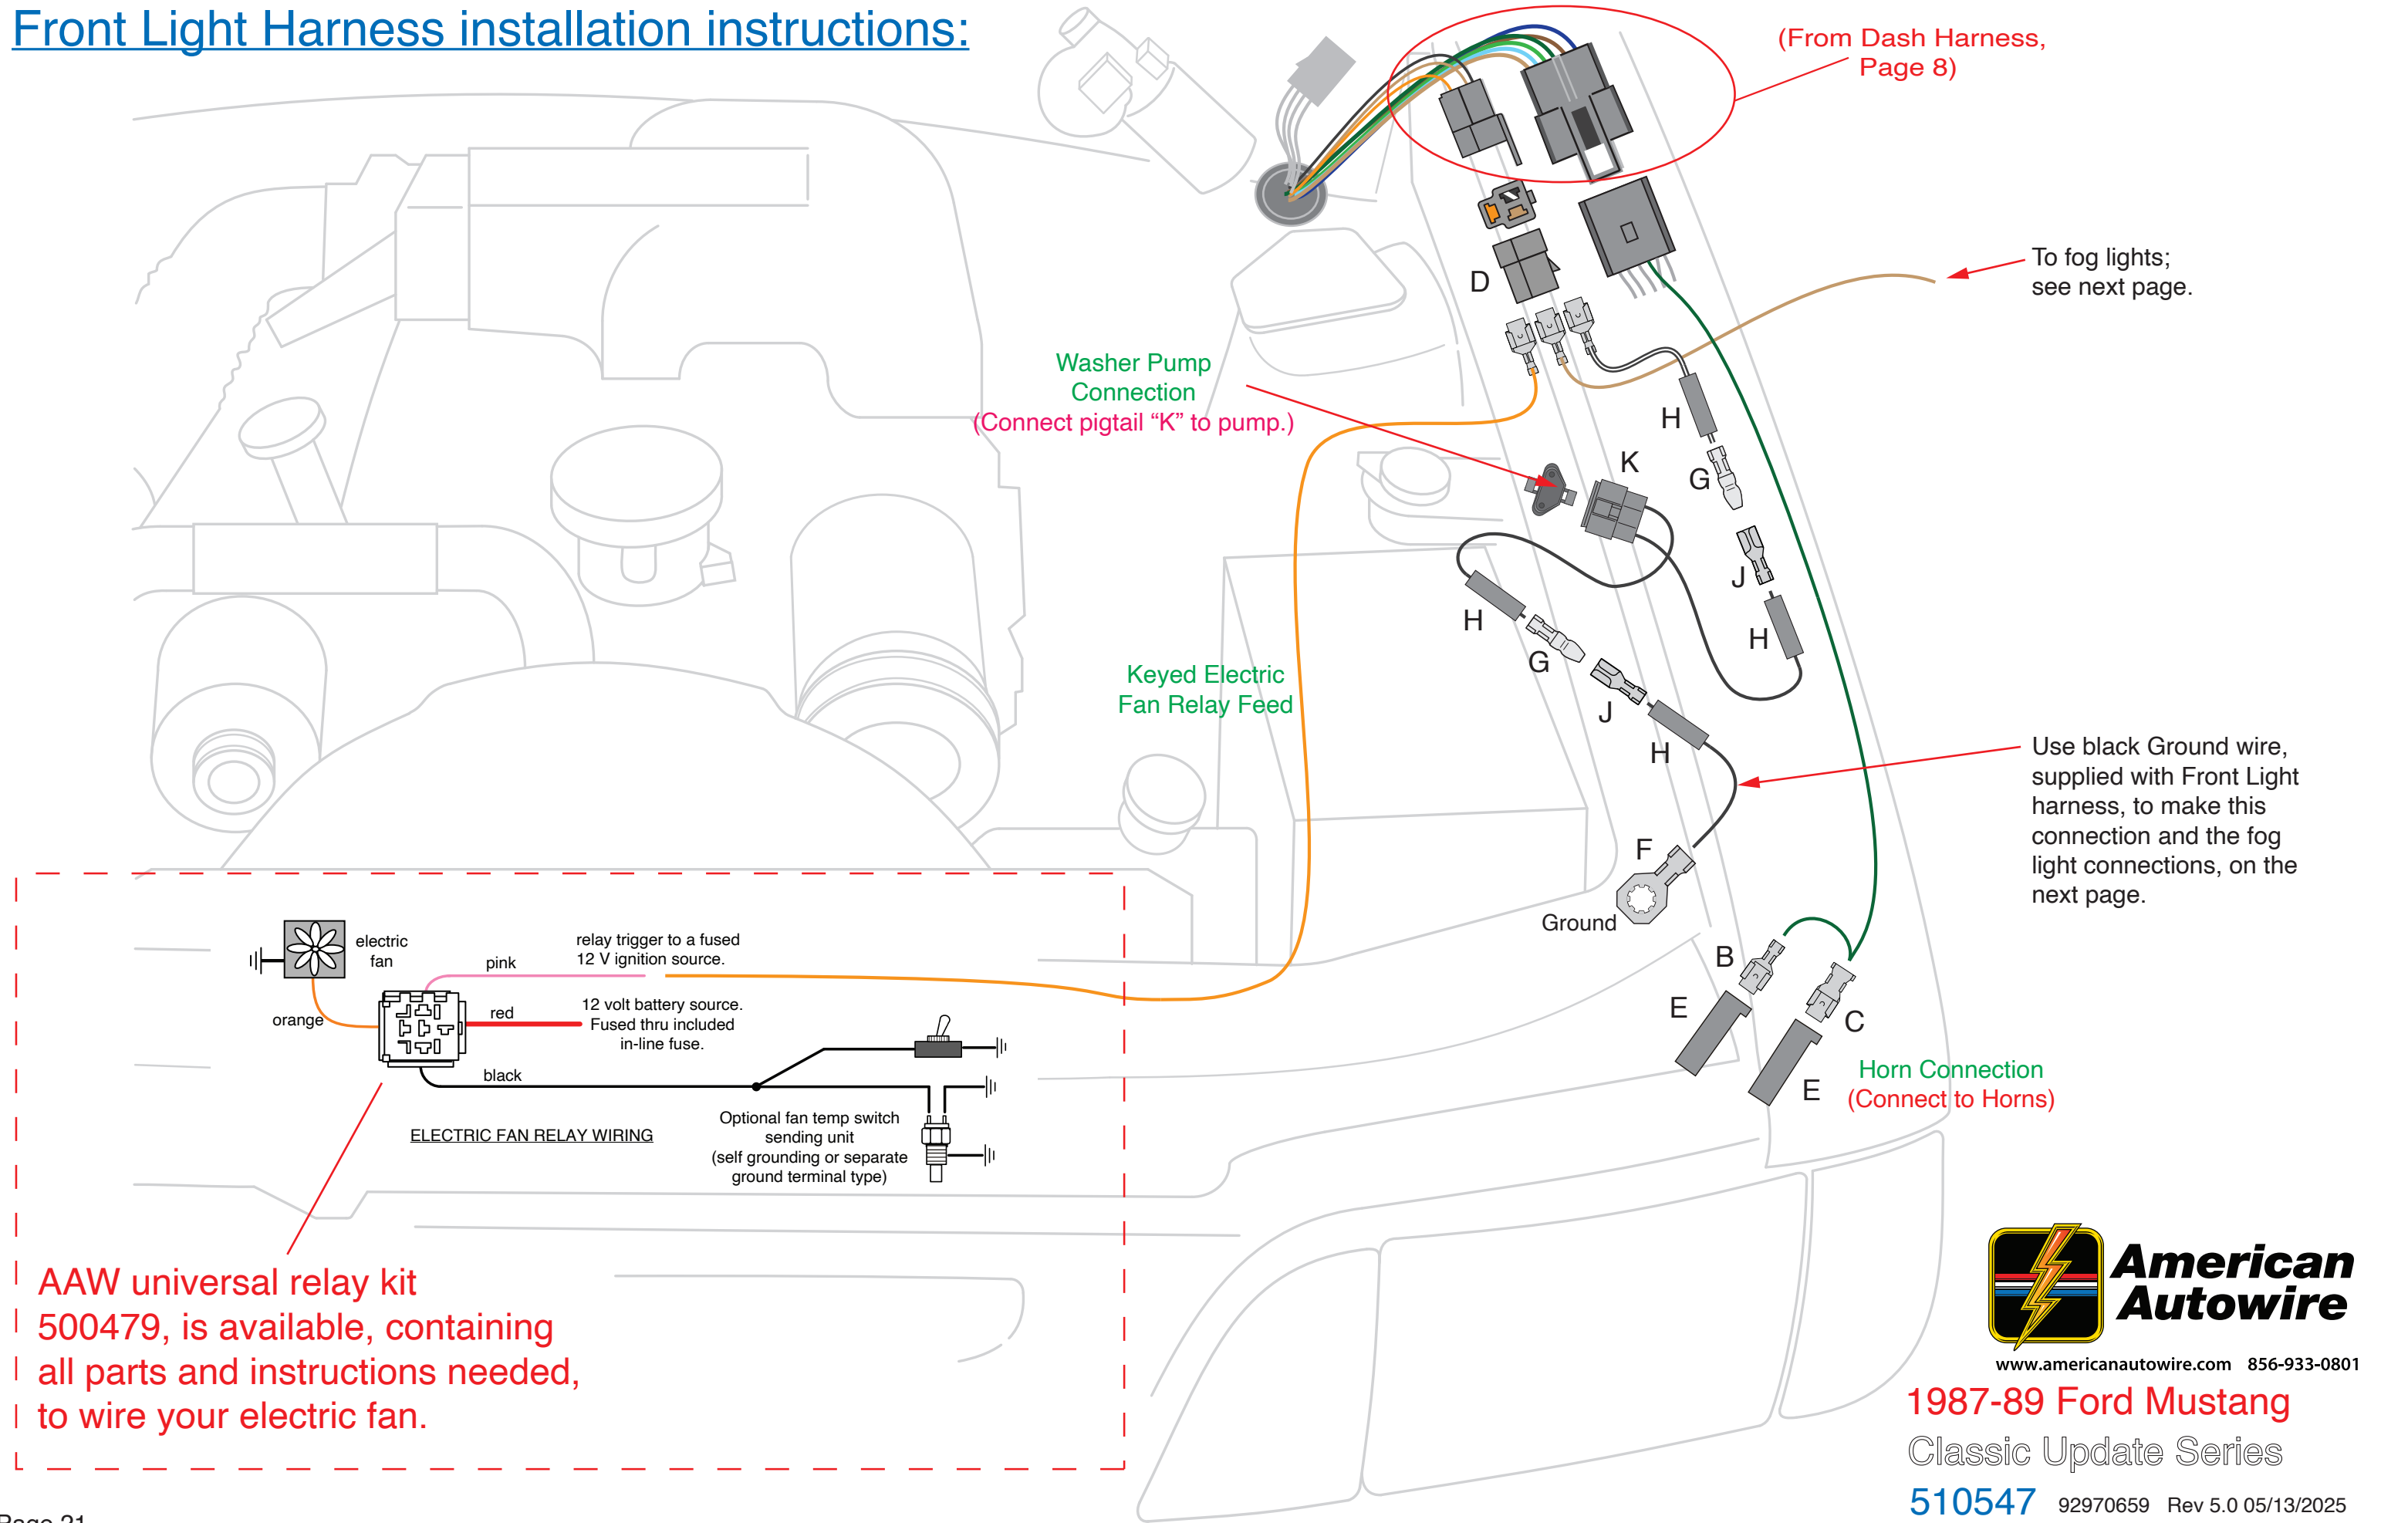 Front Light Harness installation instructions:
(From Dash Harness,
Page 8)
To fog lights;
see next page.
D
Washer Pump
Connection
(Connect pigtail “K” to pump.)
H
K
G
J
H
H
G
J
H
Keyed Electric
Fan Relay Feed
Use black Ground wire,
supplied with Front Light
harness, to make this
connection and the fog
light connections, on the
next page.
F
Ground
B
E
C
E
Horn Connection
(Connect to Horns)
electric
fan
orange
pink
relay trigger to a fused
12 V ignition source.
red
12 volt battery source.
Fused thru included
in-line fuse.
black
ELECTRIC FAN RELAY WIRING
Optional fan temp switch
sending unit
(self grounding or separate
ground terminal type)
AAW universal relay kit
500479, is available, containing
all parts and instructions needed,
to wire your electric fan.
American
Autowire
www.americanautowire.com 856-933-0801
1987-89 Ford Mustang
Classic Update Series
510547 92970659 Rev 5.0 05/13/2025
Page 21